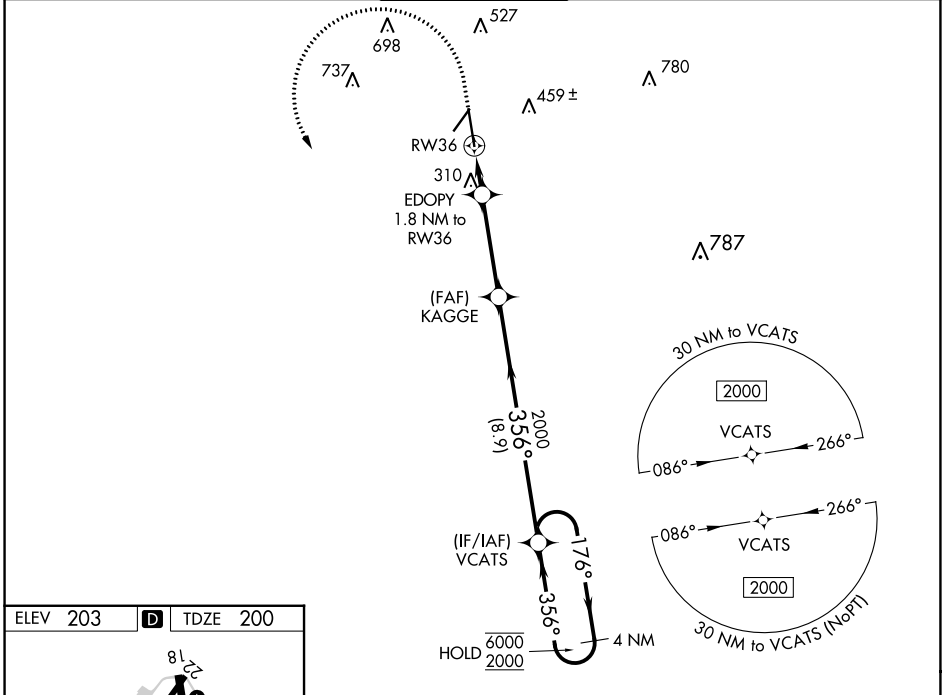 527
698
737
780
459 ±
RW36
310
EDOPY
1.8 NM to
RW36
787
(FAF)
KAGGE
30 NM to VCATS
2000
VCATS
086°
266°
2000
356°
(8.9)
(IF/IAF)
VCATS
176°
356°
HOLD 6000
2000
4 NM
086°
266°
VCATS
2000
30 NM to VCATS (NoPT)
ELEV 203 D TDZE 200
22
18